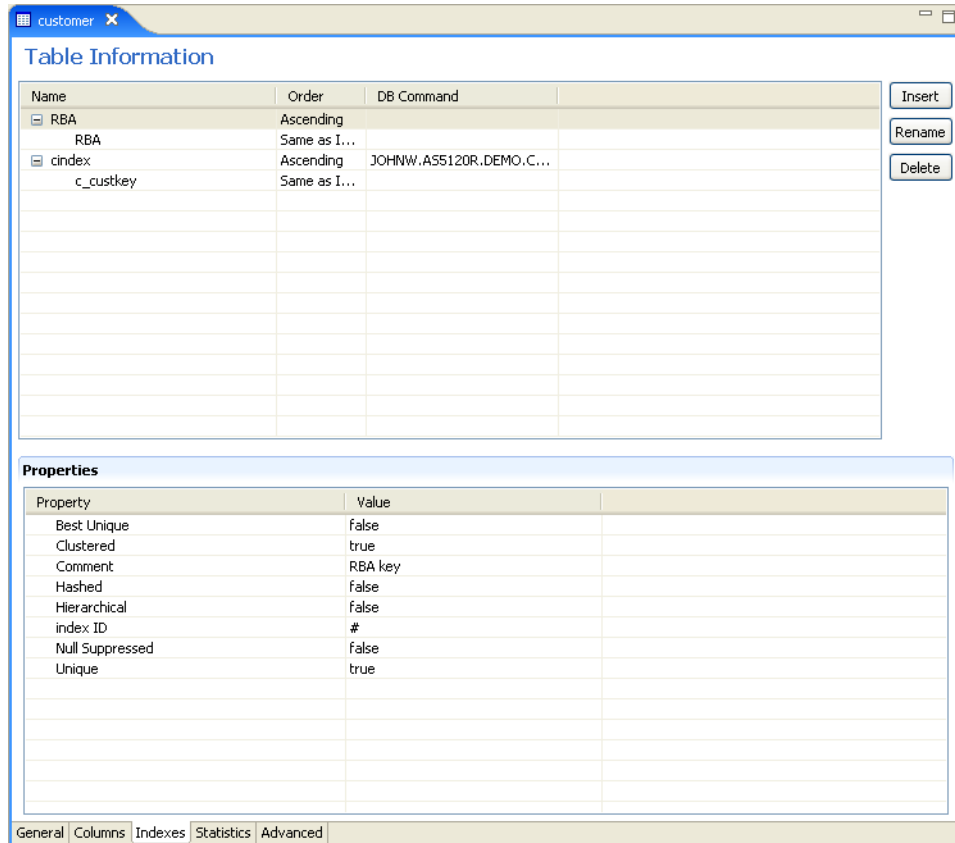 customer
Table Information
Name Order DB Command
RBA Ascending
RBA Same as I...
cindex Ascending JOHNW.AS5120R.DEMO.C...
c_custkey Same as I...
Insert
Rename
Delete
Properties
Property Value
Best Unique false
Clustered true
Comment RBA key
Hashed false
Hierarchical false
index ID #
Null Suppressed false
Unique true
General Columns Indexes Statistics Advanced